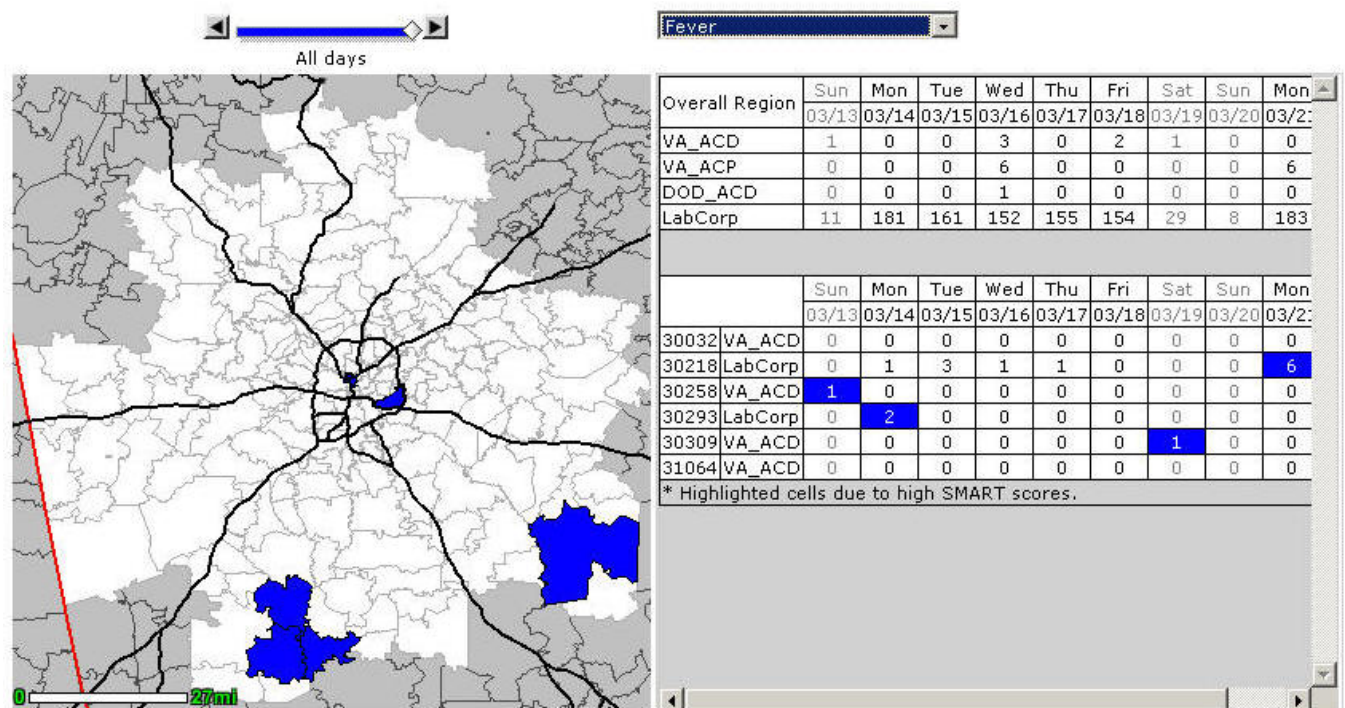 Fever
All days
Overall Region Sun Mon Tue Wed Thu Fri Sat Sun Mon
03/13 03/14 03/15 03/16 03/17 03/18 03/19 03/20 03/21
VA_ACD 1 0 0 3 0 2 1 0 0
VA_ACP 0 0 0 6 0 0 0 0 6
DOD_ACD 0 0 0 1 0 0 0 0 0
LabCorp 11 181 161 152 155 154 29 8 183
Sun Mon Tue Wed Thu Fri Sat Sun Mon
03/13 03/14 03/15 03/16 03/17 03/18 03/19 03/20 03/21
30032 VA_ACD 0 0 0 0 0 0 0 0 0
30218 LabCorp 0 1 3 1 1 0 0 0 6
30258 VA_ACD 1 0 0 0 0 0 0 0 0
30293 LabCorp 0 2 0 0 0 0 0 0 0
30309 VA_ACD 0 0 0 0 0 0 1 0 0
31064 VA_ACD 0 0 0 0 0 0 0 0 0
* Highlighted cells due to high SMART scores.
0 27mi